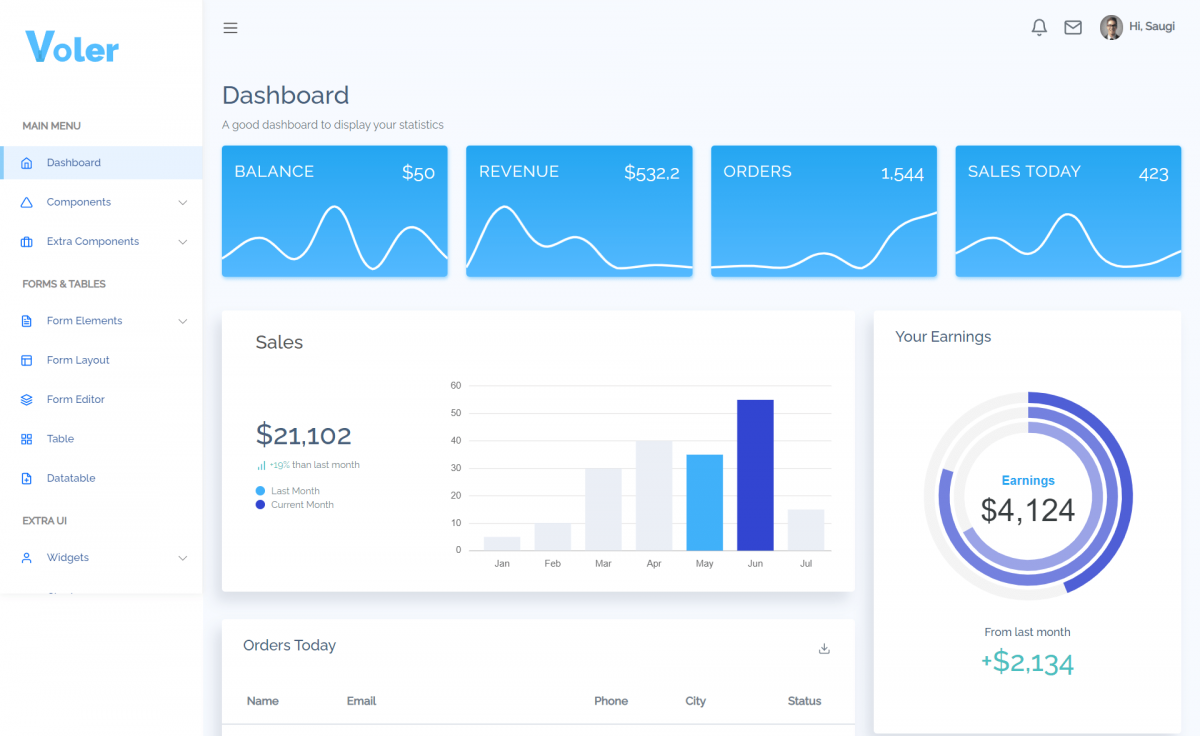 Voler
Hi, Saugi
MAIN MENU
Dashboard
Components
Extra Components
FORMS & TABLES
Form Elements
Form Layout
Form Editor
Table
Datatable
EXTRA UI
Widgets
Dashboard
A good dashboard to display your statistics
BALANCE $50
REVENUE $532,2
ORDERS 1,544
SALES TODAY 423
Sales
$21,102
+19% than last month
Last Month
Current Month
60
50
40
30
20
10
0
Jan Feb Mar Apr May Jun Jul
Your Earnings
Earnings
$4,124
From last month
+$2,134
Orders Today
Name Email Phone City Status